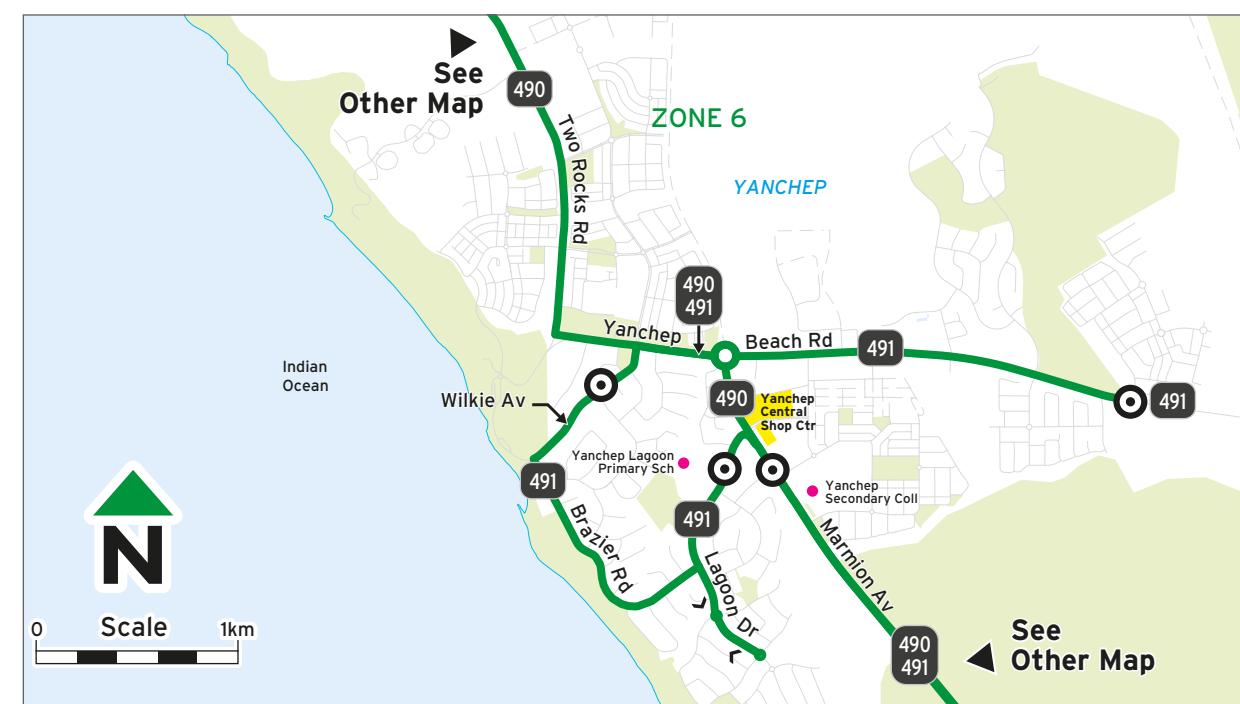 See
Other Map
490
Two Rocks Rd
ZONE 6
YANCHEP
490
491
Yanchep
Beach Rd
491
Indian
Ocean
Wilkie Av
490
Yanchep
Central
Shop Ctr
491
Yanchep Lagoon
Primary Sch
491
Yanchep
Secondary Coll
491
Brazier Rd
Lagoon Dr
Marmion Av
N
0
Scale
1km
490
491
See
Other Map